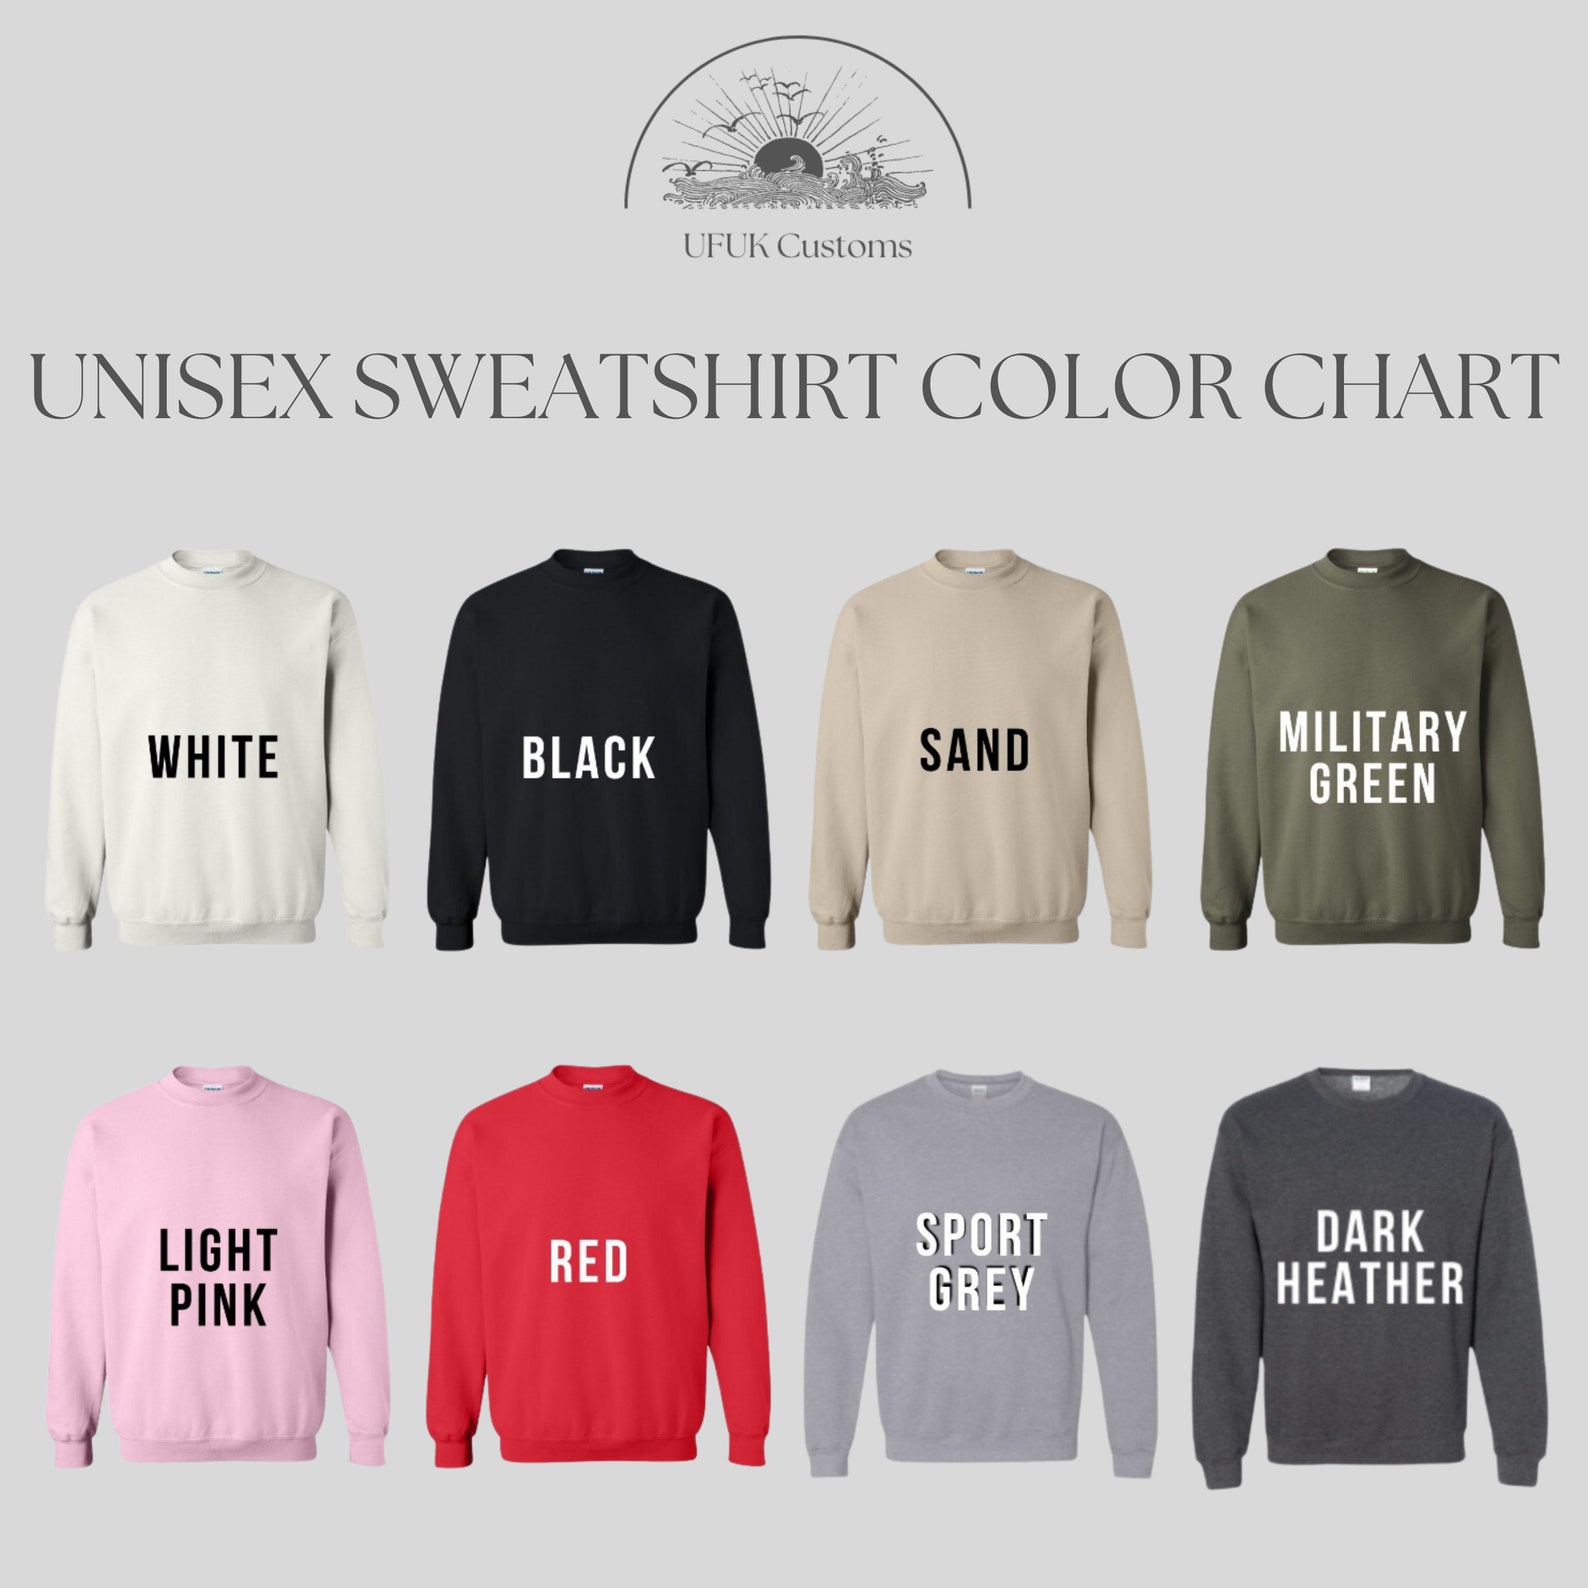 UFUK Customs
UNISEX SWEATSHIRT COLOR CHART
WHITE
BLACK
SAND
MILITARY
GREEN
LIGHT
PINK
RED
SPORT
GREY
DARK
HEATHER